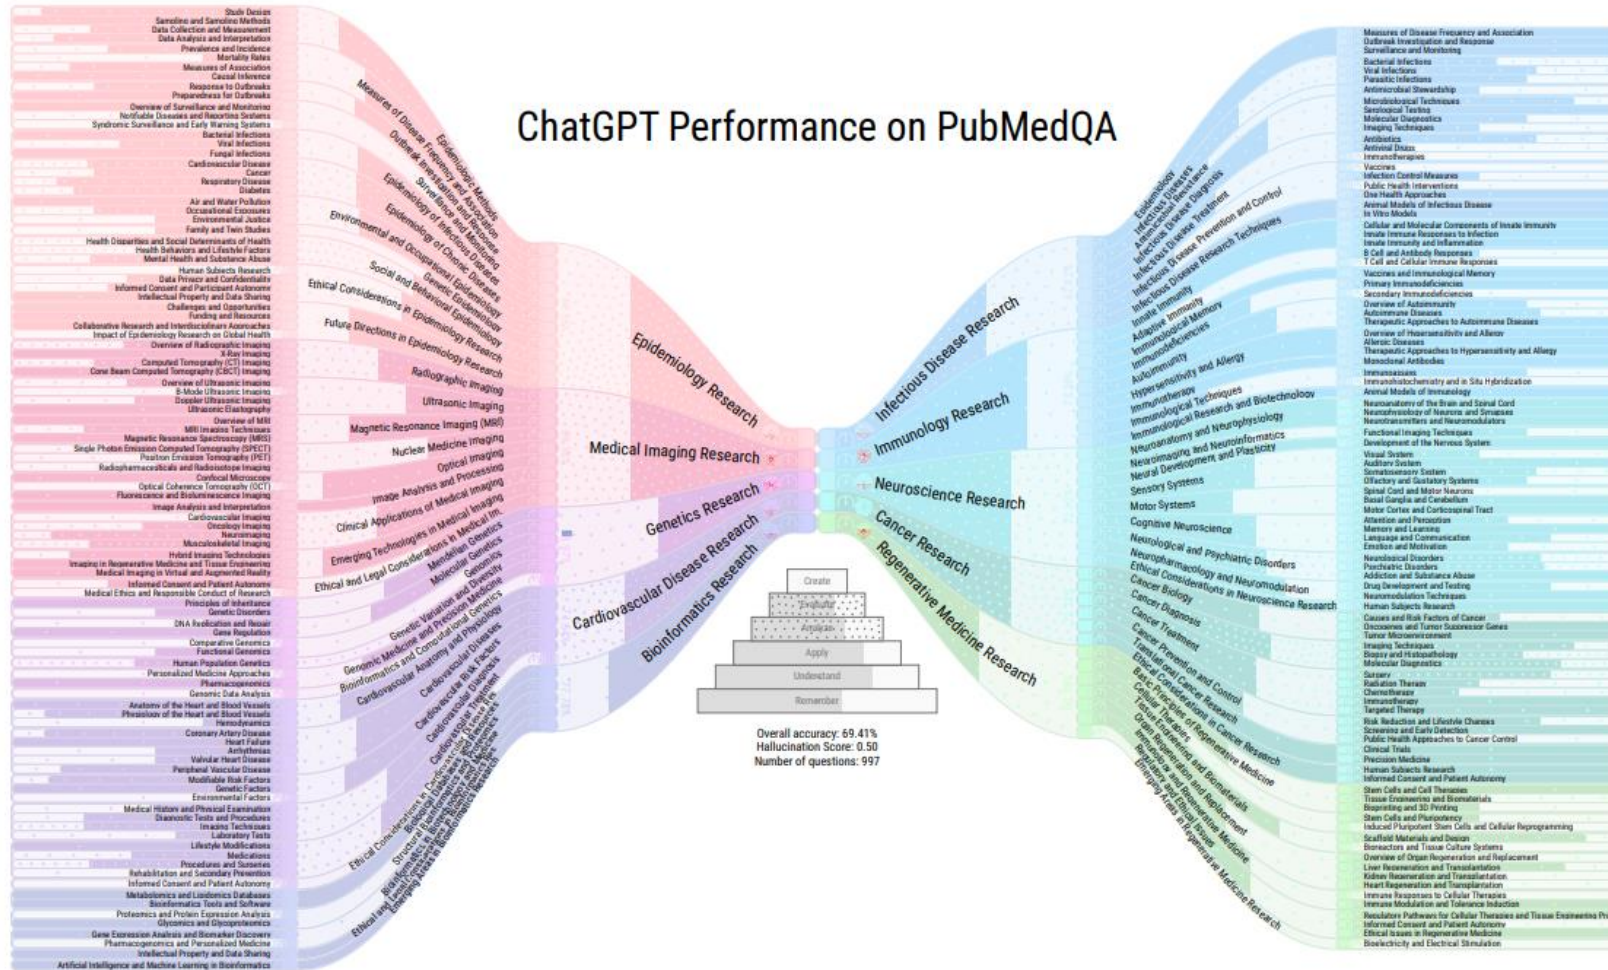 ChatGPT Performance on PubMedQA
Study Design
Sampling and Sampling Methods
Data Collection and Measurement
Data Analysis and Interpretation
Prevalence and Incidence
Mortality Rates
Measures of Association
Causal Inference
Response to Outbreaks
Preparedness for Outbreaks
Overview of Surveillance and Monitoring
Notifiable Diseases and Reporting Systems
Syndromic Surveillance and Early Warning Systems
Bacterial Infections
Viral Infections
Fungal Infections
Cardiovascular Disease
Cancer
Respiratory Disease
Diabetes
Air and Water Pollution
Occupational Exposures
Environmental Justice
Family and Twin Studies
Health Disparities and Social Determinants of Health
Health Behaviors and Lifestyle Factors
Mental Health and Substance Abuse
Human Subjects Research
Data Privacy and Confidentiality
Informed Consent and Participant Autonomy
Intellectual Property and Data Sharing
Challenges and Opportunities
Funding and Resources
Collaborative Research and Interdisciplinary Approaches
Impact of Epidemiology Research on Global Health
Overview of Radiographic Imaging
X-Ray Imaging
Computed Tomography (CT) Imaging
Cone Beam Computed Tomography (CBCT) Imaging
Overview of Ultrasonic Imaging
B-Mode Ultrasonic Imaging
Doppler Ultrasonic Imaging
Ultrasonic Elastography
Overview of MRI
MRI Imaging Techniques
Magnetic Resonance Spectroscopy (MRS)
Single Photon Emission Computed Tomography (SPECT)
Positron Emission Tomography (PET)
Radiopharmaceuticals and Radioisotope Imaging
Confocal Microscopy
Optical Coherence Tomography (OCT)
Fluorescence and Bioluminescence Imaging
Image Analysis and Interpretation
Cardiovascular Imaging
Oncology Imaging
Neuroimaging
Musculoskeletal Imaging
Hybrid Imaging Technologies
Imaging in Regenerative Medicine and Tissue Engineering
Medical Imaging in Virtual and Augmented Reality
Informed Consent and Patient Autonomy
Medical Ethics and Responsible Conduct of Research
Principles of Inheritance
Genetic Disorders
DNA Replication and Repair
Gene Regulation
Comparative Genomics
Functional Genomics
Human Population Genetics
Personalized Medicine Approaches
Pharmacogenomics
Genomic Data Analysis
Anatomy of the Heart and Blood Vessels
Physiology of the Heart and Blood Vessels
Hemodynamics
Coronary Artery Disease
Heart Failure
Arrhythmias
Valvular Heart Disease
Peripheral Vascular Disease
Modifiable Risk Factors
Genetic Factors
Environmental Factors
Medical History and Physical Examination
Diagnostic Tests and Procedures
Imaging Techniques
Laboratory Tests
Lifestyle Modifications
Medications
Procedures and Surgeries
Rehabilitation and Secondary Prevention
Informed Consent and Patient Autonomy
Metabolomics and Lipidomics Databases
Bioinformatics Tools and Software
Proteomics and Protein Expression Analysis
Glycomics and Glycoproteomics
Gene Expression Analysis and Biomarker Discovery
Pharmacogenomics and Personalized Medicine
Intellectual Property and Data Sharing
Artificial Intelligence and Machine Learning in Bioinformatics
Epidemiologic Methods
Measures of Disease Frequency and Association
Outbreak Investigation and Response
Surveillance and Monitoring
Epidemiology of Infectious Diseases
Epidemiology of Chronic Diseases
Environmental and Occupational Epidemiology
Genetic Epidemiology
Social and Behavioral Epidemiology
Ethical Considerations in Epidemiology Research
Future Directions in Epidemiology Research
Radiographic Imaging
Ultrasonic Imaging
Magnetic Resonance Imaging (MRI)
Nuclear Medicine Imaging
Optical Imaging
Image Analysis and Processing
Clinical Applications of Medical Imaging
Emerging Technologies in Medical Imaging
Ethical and Legal Considerations in Medical Im.
Mendelian Genetics
Molecular Genetics
Genomics
Genetic Variation and Diversity
Genomic Medicine and Precision Medicine
Bioinformatics and Computational Genetics
Cardiovascular Anatomy and Physiology
Cardiovascular Diseases
Cardiovascular Risk Factors
Cardiovascular Diagnosis
Cardiovascular Treatment
Epidemiology Research
Medical Imaging Research
Genetics Research
Cardiovascular Disease Research
Bioinformatics Research
Infectious Disease Research
Immunology Research
Neuroscience Research
Cancer Research
Regenerative Medicine Research
Create
Evaluate
Analyze
Apply
Understand
Remember
Overall accuracy: 69.41%
Hallucination Score: 0.50
Number of questions: 997
Epidemiology
Infectious Diseases
Antimicrobial Resistance
Infectious Disease Diagnosis
Infectious Disease Treatment
Infectious Disease Prevention and Control
Infectious Disease Research Techniques
Innate Immunity
Adaptive Immunity
Immunological Memory
Immunodeficiencies
Autoimmunity
Hypersensitivity and Allergy
Immunotherapy
Immunological Techniques
Immunological Research and Biotechnology
Neuroanatomy and Neurophysiology
Neuroimaging and Neuroinformatics
Neural Development and Plasticity
Sensory Systems
Motor Systems
Cognitive Neuroscience
Neurological and Psychiatric Disorders
Neuropharmacology and Neuromodulation
Ethical Considerations in Neuroscience Research
Cancer Biology
Cancer Diagnosis
Cancer Treatment
Cancer Prevention and Control
Translational Cancer Research
Ethical Considerations in Cancer Research
Basic Principles of Regenerative Medicine
Cellular Therapies
Tissue Engineering and Biomaterials
Organ Regeneration and Replacement
Immunology and Regenerative Medicine
Regulatory and Ethical Issues
Emerging Areas in Regenerative Medicine Research
Measures of Disease Frequency and Association
Outbreak Investigation and Response
Surveillance and Monitoring
Bacterial Infections
Viral Infections
Parasitic Infections
Antimicrobial Stewardship
Microbiological Techniques
Serological Testing
Molecular Diagnostics
Imaging Techniques
Antibiotics
Antiviral Drugs
Immunotherapies
Vaccines
Infection Control Measures
Public Health Interventions
One Health Approaches
Animal Models of Infectious Disease
In Vitro Models
Cellular and Molecular Components of Innate Immunity
Innate Immune Responses to Infection
Innate Immunity and Inflammation
B Cell and Antibody Responses
T Cell and Cellular Immune Responses
Vaccines and Immunological Memory
Primary Immunodeficiencies
Secondary Immunodeficiencies
Overview of Autoimmunity
Autoimmune Diseases
Therapeutic Approaches to Autoimmune Diseases
Overview of Hypersensitivity and Allergy
Allergic Diseases
Therapeutic Approaches to Hypersensitivity and Allergy
Monoclonal Antibodies
Immunoassays
Immunohistochemistry and in Situ Hybridization
Animal Models of Immunology
Neuroanatomy of the Brain and Spinal Cord
Neurophysiology of Neurons and Synapses
Neurotransmitters and Neuromodulators
Functional Imaging Techniques
Development of the Nervous System
Visual System
Auditory System
Somatosensory System
Olfactory and Gustatory Systems
Spinal Cord and Motor Neurons
Basal Ganglia and Cerebellum
Motor Cortex and Corticospinal Tract
Attention and Perception
Memory and Learning
Language and Communication
Emotion and Motivation
Neurological Disorders
Psychiatric Disorders
Addiction and Substance Abuse
Drug Development and Testing
Neuromodulation Techniques
Human Subjects Research
Causes and Risk Factors of Cancer
Oncogenes and Tumor Suppressor Genes
Tumor Microenvironment
Imaging Techniques
Biopsy and Histopathology
Molecular Diagnostics
Surgery
Radiation Therapy
Chemotherapy
Immunotherapy
Targeted Therapy
Risk Reduction and Lifestyle Changes
Screening and Early Detection
Public Health Approaches to Cancer Control
Clinical Trials
Precision Medicine
Human Subjects Research
Informed Consent and Patient Autonomy
Stem Cells and Cell Therapies
Tissue Engineering and Biomaterials
Bioprinting and 3D Printing
Stem Cells and Pluripotency
Induced Pluripotent Stem Cells and Cellular Reprogramming
Scaffold Materials and Design
Bioreactors and Tissue Culture Systems
Overview of Organ Regeneration and Replacement
Liver Regeneration and Transplantation
Kidney Regeneration and Transplantation
Heart Regeneration and Transplantation
Immune Responses to Cellular Therapies
Immune Modulation and Tolerance Induction
Regulatory Pathways for Cellular Therapies and Tissue Engineering Pro
Informed Consent and Patient Autonomy
Ethical Issues in Regenerative Medicine
Bioelectricity and Electrical Stimulation